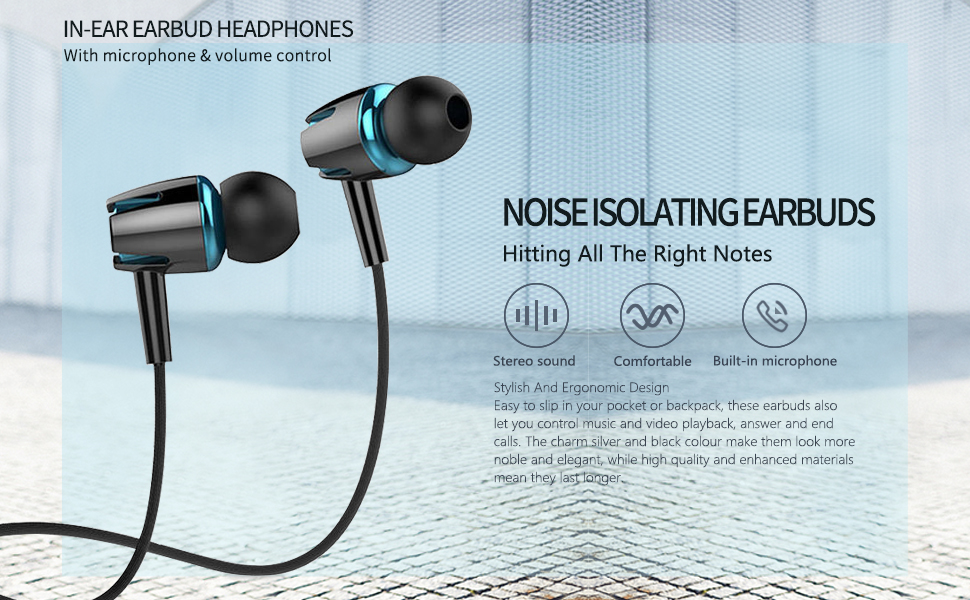 IN-EAR EARBUD HEADPHONES
With microphone & volume control
NOISE ISOLATING EARBUDS
Hitting All The Right Notes
Stereo sound
Comfortable
Built-in microphone
Stylish And Ergonomic Design
Easy to slip in your pocket or backpack, these earbuds also
let you control music and video playback, answer and end
calls. The charm silver and black colour make them look more
noble and elegant, while high quality and enhanced materials
mean they last longer.